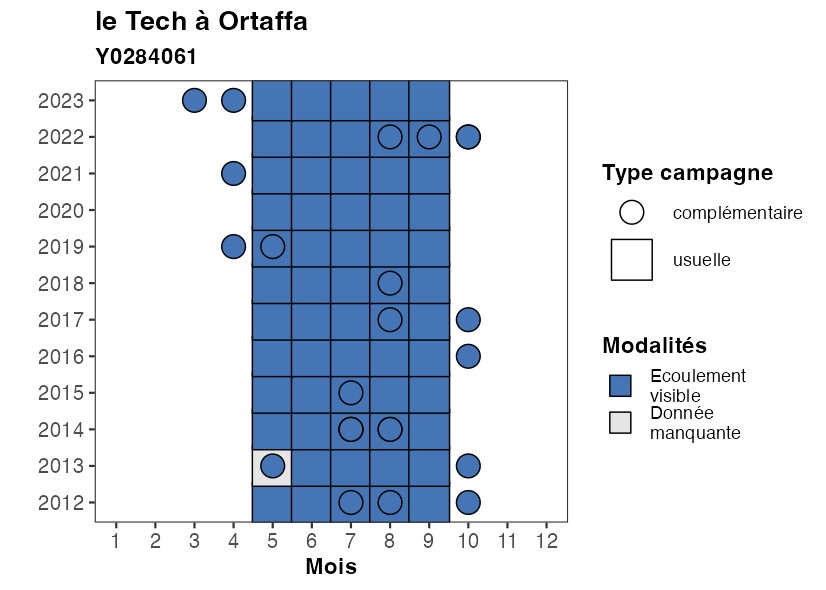 le Tech à Ortaffa
Y0284061
2023
2022
2021
2020
2019
2018
2017
2016
2015
2014
2013
2012
1 2 3 4 5 6 7 8 9 10 11 12
Mois
Type campagne
complémentaire
usuelle
Modalités
Ecoulement
visible
Donnée
manquante